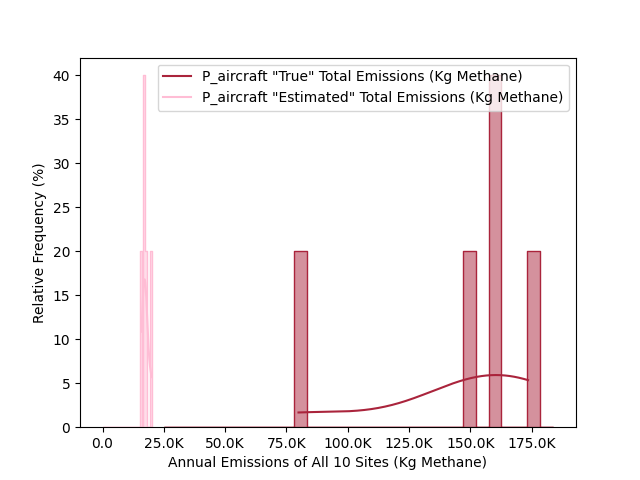 P_aircraft "True" Total Emissions (Kg Methane)
P_aircraft "Estimated" Total Emissions (Kg Methane)
Relative Frequency (%)
40
35
30
25
20
15
10
5
0
0.0 25.0K 50.0K 75.0K 100.0K 125.0K 150.0K 175.0K
Annual Emissions of All 10 Sites (Kg Methane)